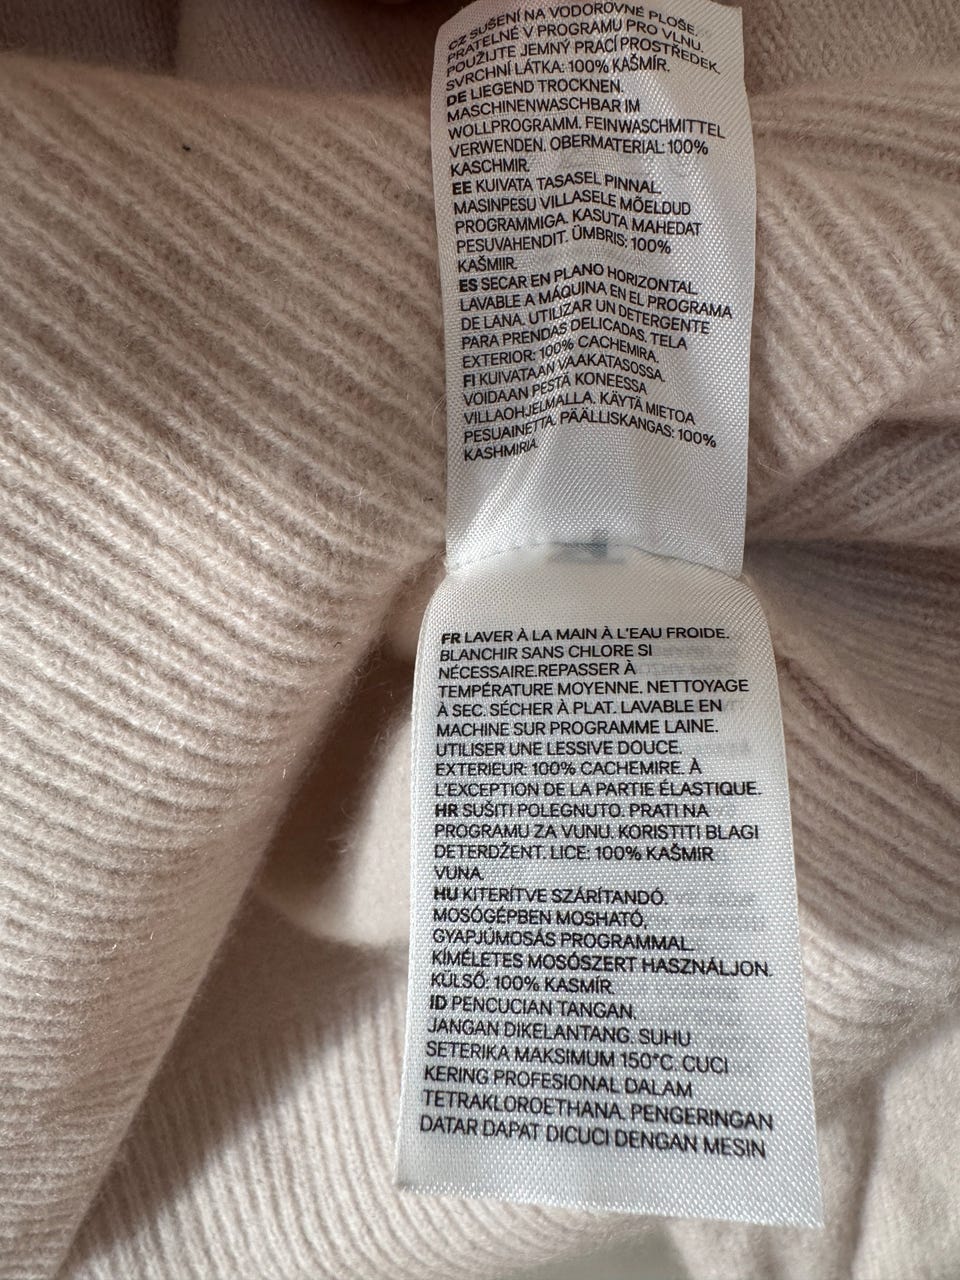 CZ SUŠENÍ NA VODOROVNÉ PLOŠE.
PRATELNÉ V PROGRAMU PRO VLNU.
POUŽIJTE JEMNÝ PRACÍ PROSTŘEDEK.
SVRCHNÍ LÁTKA: 100% KAŠMÍR.
DE LIEGEND TROCKNEN.
MASCHINENWASCHBAR IM
WOLLPROGRAMM. FEINWASCHMITTEL
VERWENDEN. OBERMATERIAL: 100%
KASCHMIR.
EE KUIVATA TASASEL PINNAL.
MASINPESU VILLASELE MÕELDUD
PROGRAMMIGA. KASUTA MAHEDAT
PESUVAHENDIT. ÜMBRIS: 100%
KAŠMIIR.
ES SECAR EN PLANO HORIZONTAL
LAVABLE A MÁQUINA EN EL PROGRAMA
DE LANA. UTILIZAR UN DETERGENTE
PARA PRENDAS DELICADAS. TELA
EXTERIOR: 100% CACHEMIRA.
FI KUIVATAAN VAAKATASOSSA.
VOIDAAN PESTÄ KONEESSA
VILLAOHJELMALLA. KÄYTÄ MIETOA
PESUAINETTA. PÄÄLLISKANGAS: 100%
KASHMIRIA.
FR LAVER À LA MAIN À L'EAU FROIDE.
BLANCHIR SANS CHLORE SI
NÉCESSAIRE.REPASSER À
TEMPÉRATURE MOYENNE. NETTOYAGE
À SEC. SÉCHER À PLAT. LAVABLE EN
MACHINE SUR PROGRAMME LAINE.
UTILISER UNE LESSIVE DOUCE.
EXTERIEUR: 100% CACHEMIRE. À
L'EXCEPTION DE LA PARTIE ÉLASTIQUE.
HR SUŠITI POLEGNUTO. PRATI NA
PROGRAMU ZA VUNU. KORISTITI BLAGI
DETERDŽENT. LICE: 100% KAŠMIR
VUNA.
HU KITERÍTVE SZÁRÍTANDÓ.
MOSÓGÉPBEN MOSHATÓ,
GYAPJÚMOSÁS PROGRAMMAL.
KÍMÉLETES MOSÓSZERT HASZNÁLJON.
KÜLSŐ: 100% KASMÍR.
ID PENCUCIAN TANGAN.
JANGAN DIKELANTANG. SUHU
SETERIKA MAKSIMUM 150°C. CUCI
KERING PROFESIONAL DALAM
TETRAKLOROETHANA. PENGERINGAN
DATAR DAPAT DICUCI DENGAN MESIN